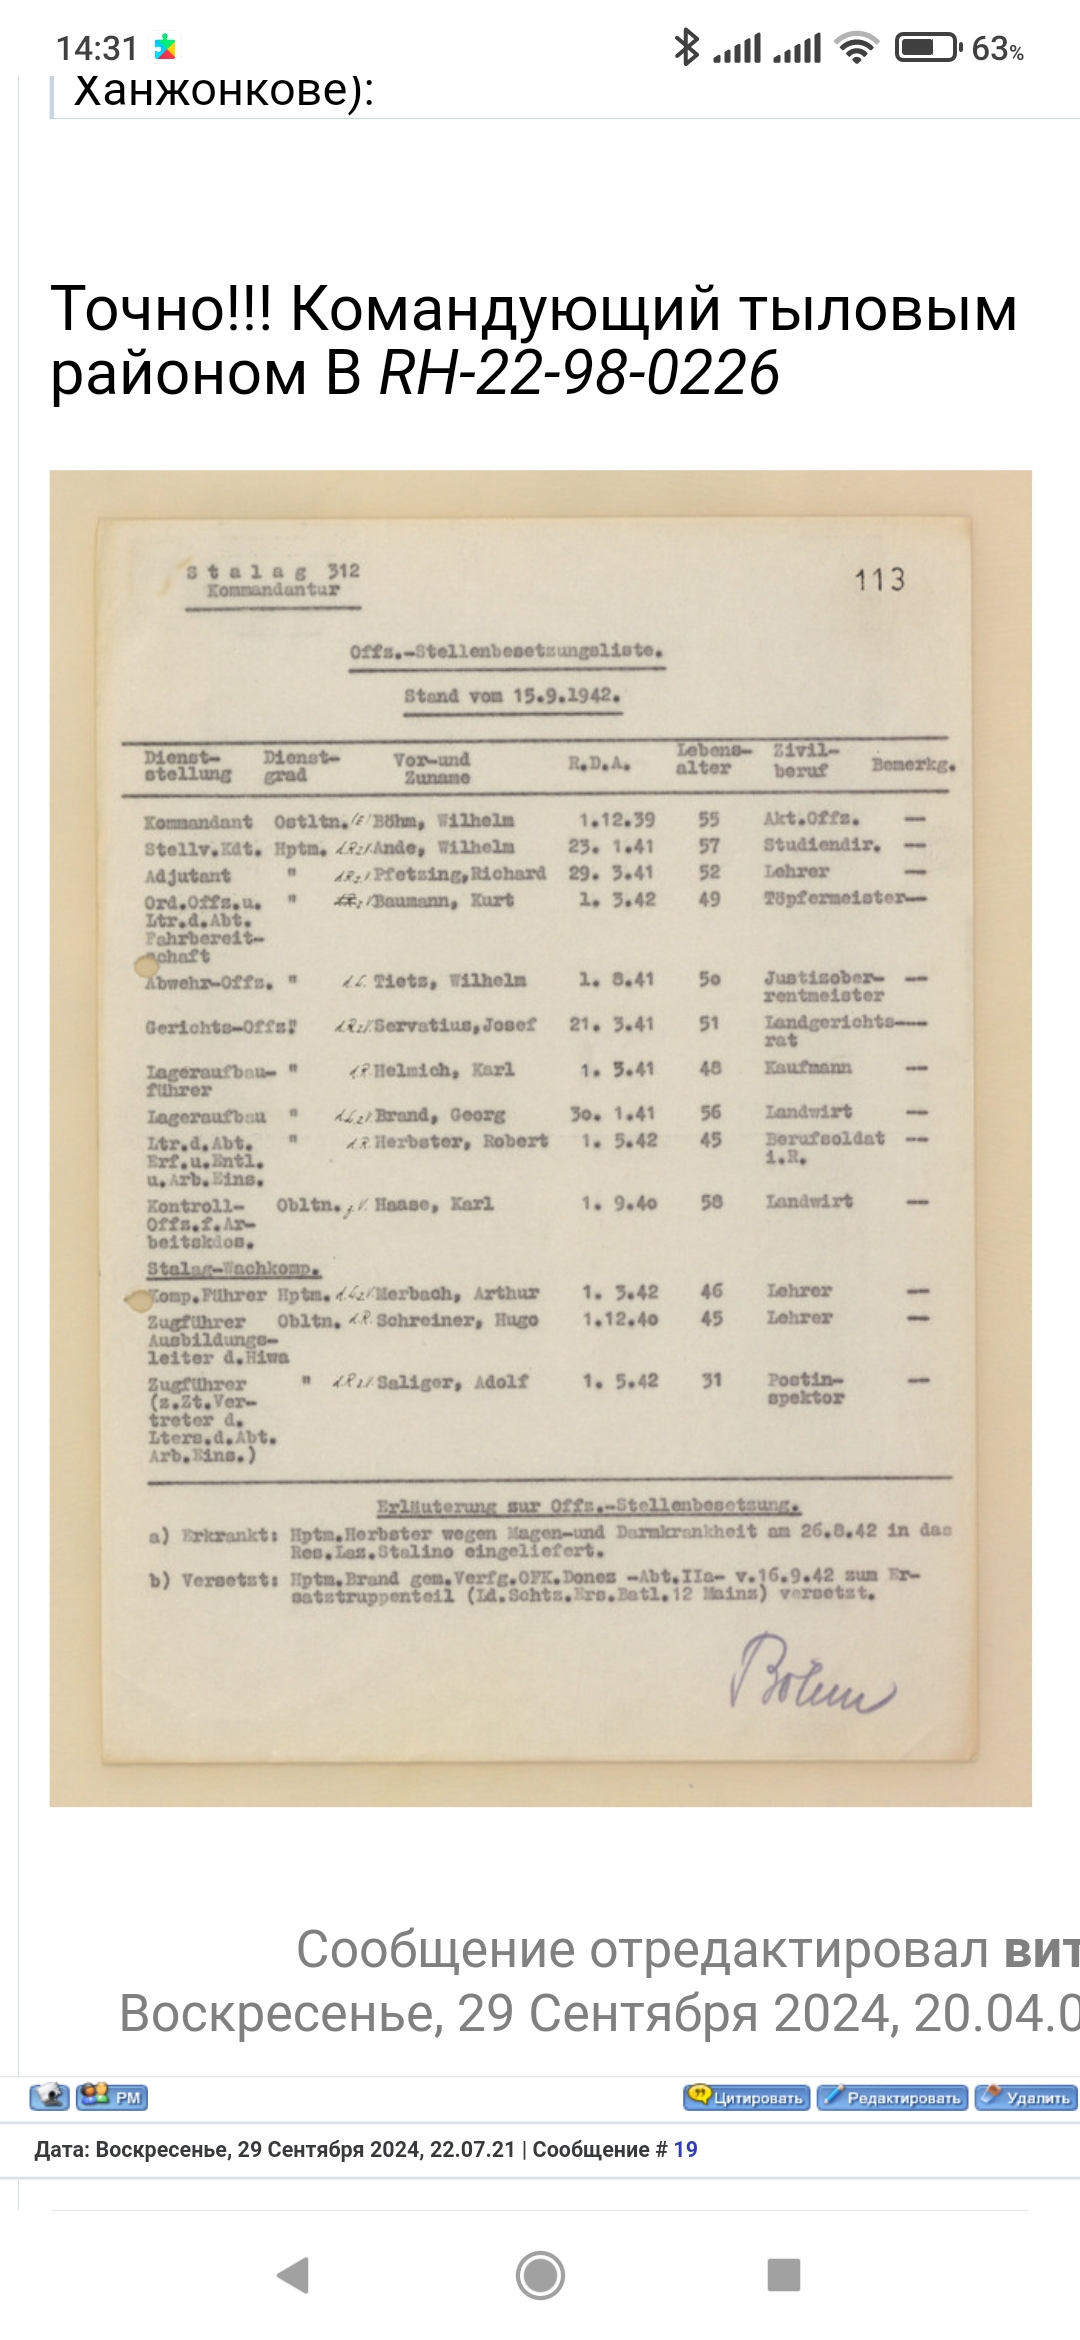 14:31
63%
Ханжонкове):
Точно!!! Командующий тыловым
районом В RH-22-98-0226
Stalag 312
Kommandantur
113
Offz.-Stellenbesetzungsliste.
Stand vom 15.9.1942.
Dienst- Dienst- Vor-und R.D.A. Lebens- Zivil- Bemerkg.
stellung grad Zuname alter beruf
Kommandant Ostltn. Böhm, Wilhelm 1.12.39 55 Akt.Offz. --
Stellv.Kdt. Hptm. Ande, Wilhelm 23. 1.41 57 Studiendir. --
Adjutant " Pfetzing,Richard 29. 3.41 52 Lehrer --
Ord.Offz.u. " Baumann, Kurt 1. 3.42 49 Töpfermeister--
Ltr.d.Abt.
Fahrbereit-
schaft
Abwehr-Offz. " Tietz, Wilhelm 1. 8.41 5o Justizober- --
rentmeister
Gerichts-Offz." Servatius,Josef 21. 3.41 51 Landgerichts---
rat
Lageraufbau- " Helmich, Karl 1. 3.41 48 Kaufmann --
führer
Lageraufbau " Brand, Georg 3o. 1.41 56 Landwirt --
Ltr.d.Abt. " Herbster, Robert 1. 5.42 45 Berufsoldat --
Erf.u.Entl. i.R.
u.Arb.Eins.
Kontroll- Obltn. Haase, Karl 1. 9.4o 58 Landwirt --
Offz.f.Ar-
beitskdos.
Stalag-Wachkomp.
Komp.Führer Hptm. Merbach, Arthur 1. 3.42 46 Lehrer --
Zugführer Obltn. Schreiner, Hugo 1.12.4o 45 Lehrer --
Ausbildungs-
leiter d.Hiwa
Zugführer " Saliger, Adolf 1. 5.42 31 Postin- --
(z.Zt.Ver- spektor
treter d.
Lters.d.Abt.
Arb.Eins.)
Erläuterung zur Offz.-Stellenbesetzung.
a) Erkrankt: Hptm.Herbster wegen Magen-und Darmkrankheit am 26.8.42 in das
Res.Laz.Stalino eingeliefert.
b) Versetzt: Hptm.Brand gem.Verfg.OFK.Donez -Abt.IIa- v.16.9.42 zum Er-
satztruppenteil (Ld.Schtz.Ers.Batl.12 Mainz) versetzt.
Böhm
Сообщение отредактировал вит
Воскресенье, 29 Сентября 2024, 20.04.0
PM Цитировать Редактировать Удалить
Дата: Воскресенье, 29 Сентября 2024, 22.07.21 | Сообщение # 19